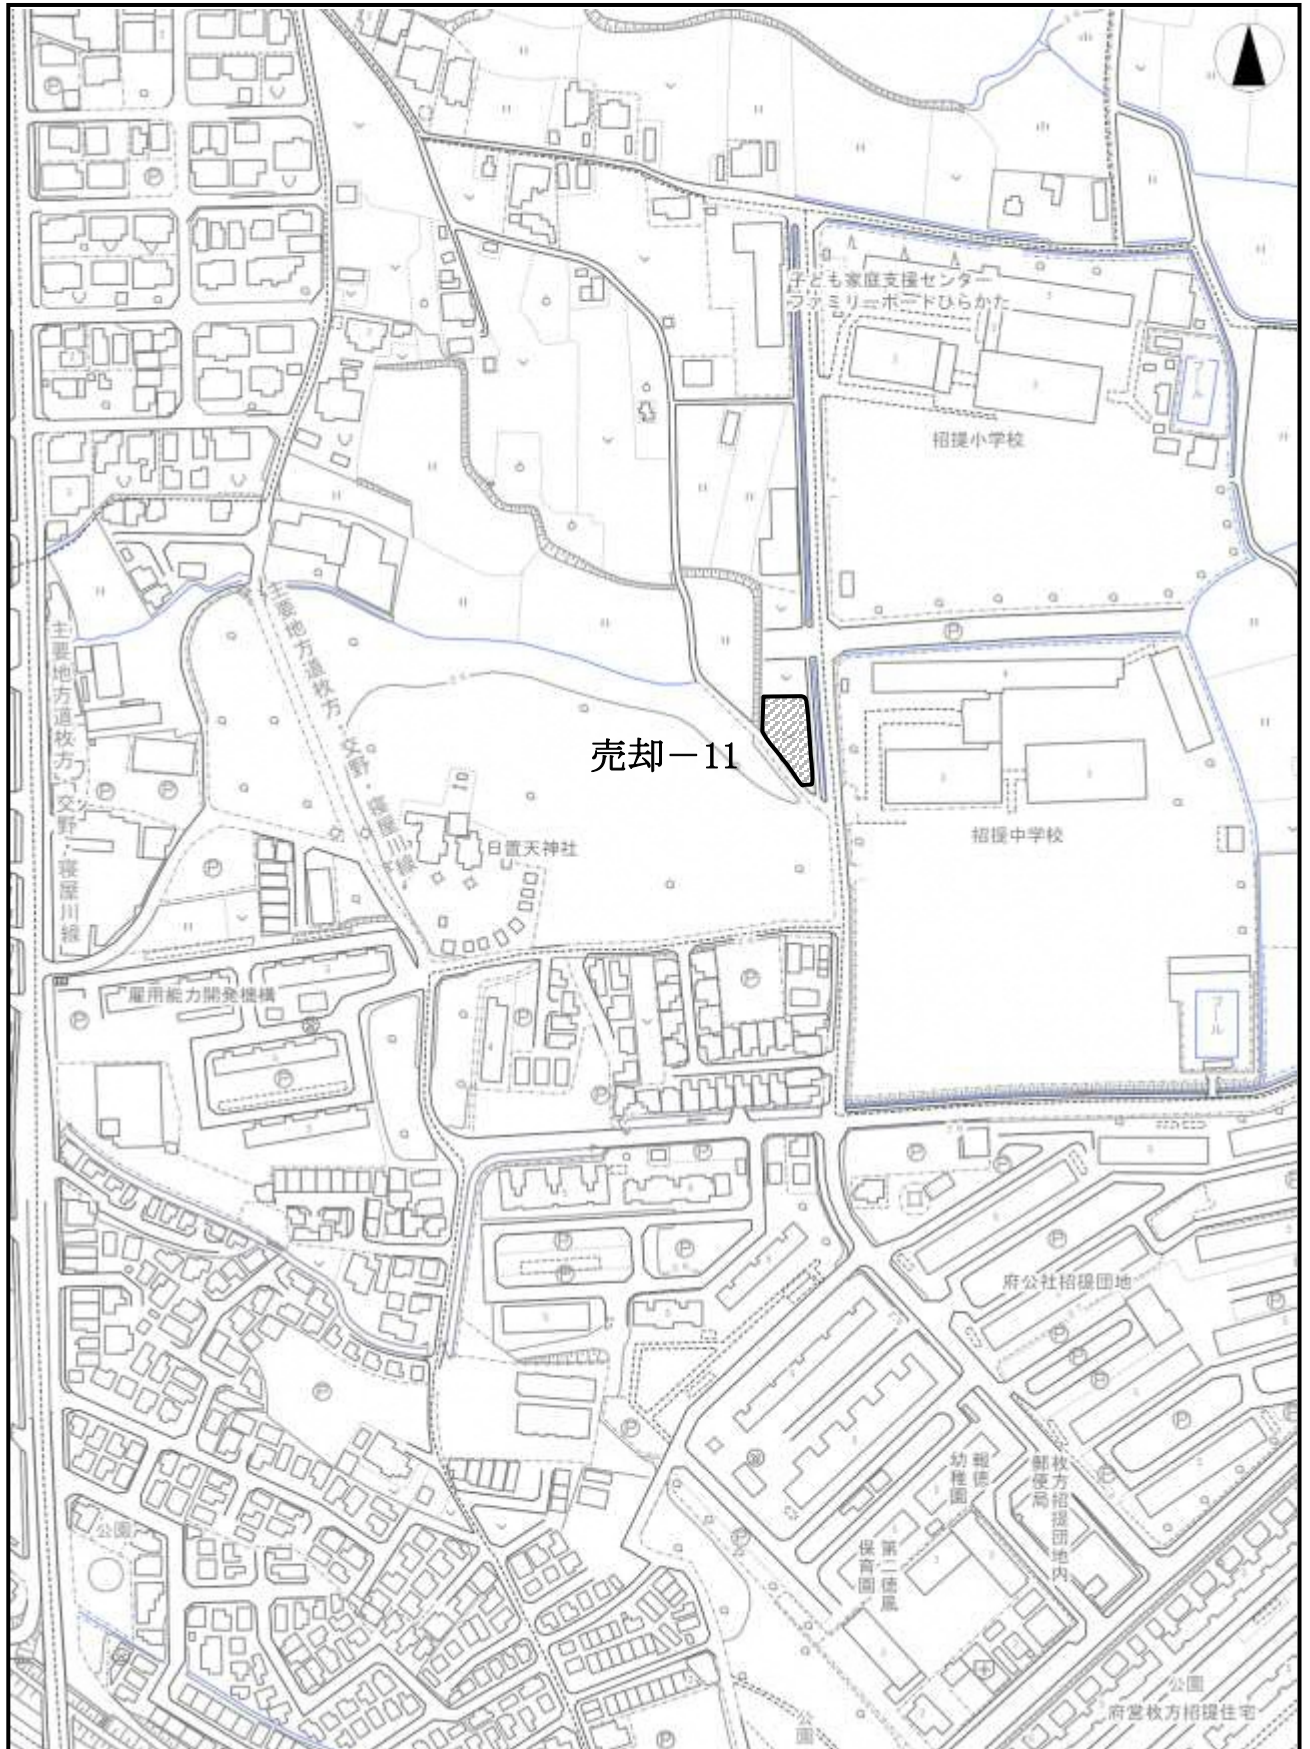 子ども家庭支援センター
ファミリーポートひらかた
プール
招提小学校
主要地方道枚方
交野・寝屋川線
主要地方道枚方
交野・寝屋川線
売却－11
招提中学校
日置天神社
雇用能力開発機構
プール
府公社招提団地
報徳
幼稚園
枚方招提団地内
郵便局
公園
第二徳風
保育園
公園
公園
府営枚方招提住宅